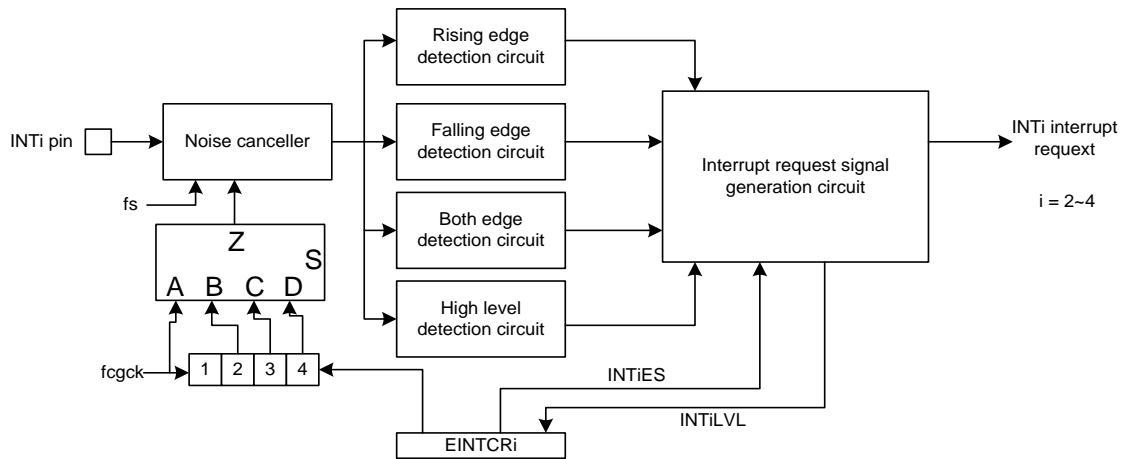 Rising edge
detection circuit
INTi pin
Noise canceller
Falling edge
detection circuit
Interrupt request signal
generation circuit
INTi interrupt
requext
i = 2~4
fs
Both edge
detection circuit
Z
S
A B C D
High level
detection circuit
fcgck
1 2 3 4
INTiES
INTiLVL
EINTCRi